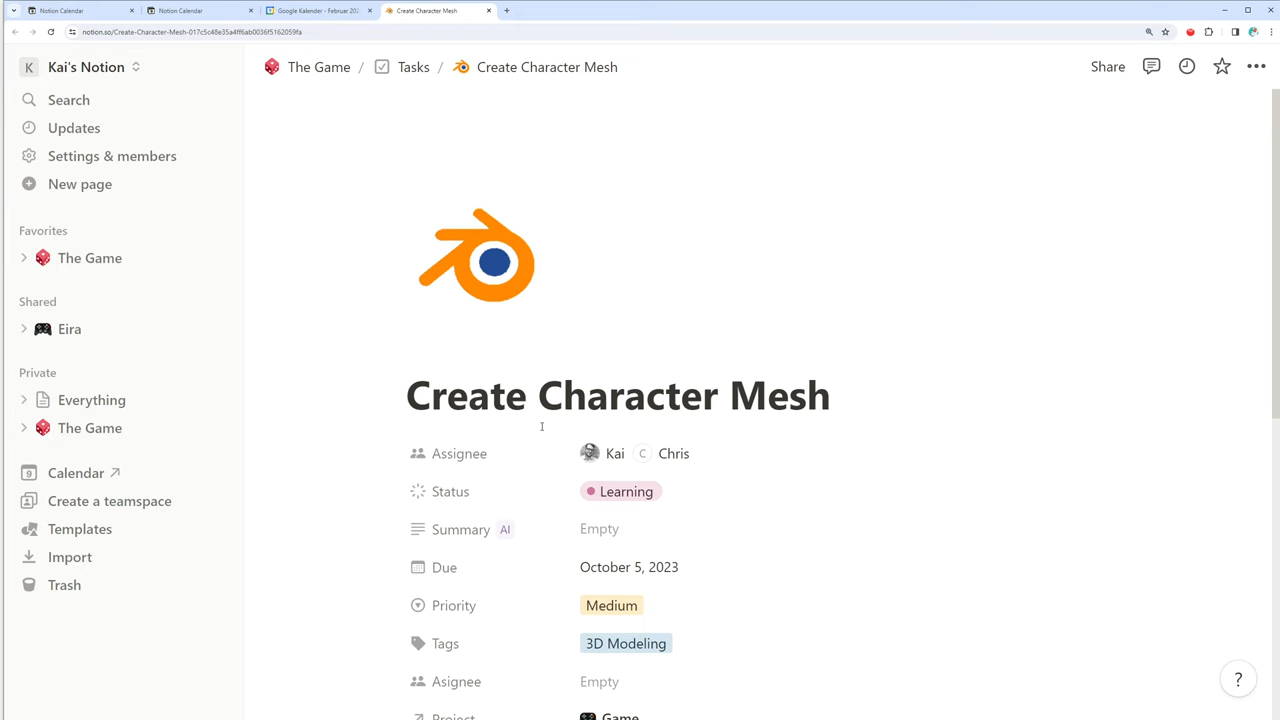 Notion Calendar
Notion Calendar
Google Kalender - Februar 202
Create Character Mesh
notion.so/Create-Character-Mesh-017c5c48e35a4ff6ab0036f5162059fa
K Kai's Notion
The Game / Tasks / Create Character Mesh
Share
Search
Updates
Settings & members
New page
Favorites
The Game
Shared
Eira
Private
Everything
The Game
9 Calendar ↗
Create a teamspace
Templates
Import
Trash
Create Character Mesh
Assignee Kai C Chris
Status Learning
Summary AI Empty
Due October 5, 2023
Priority Medium
Tags 3D Modeling
Asignee Empty
Project Game
?